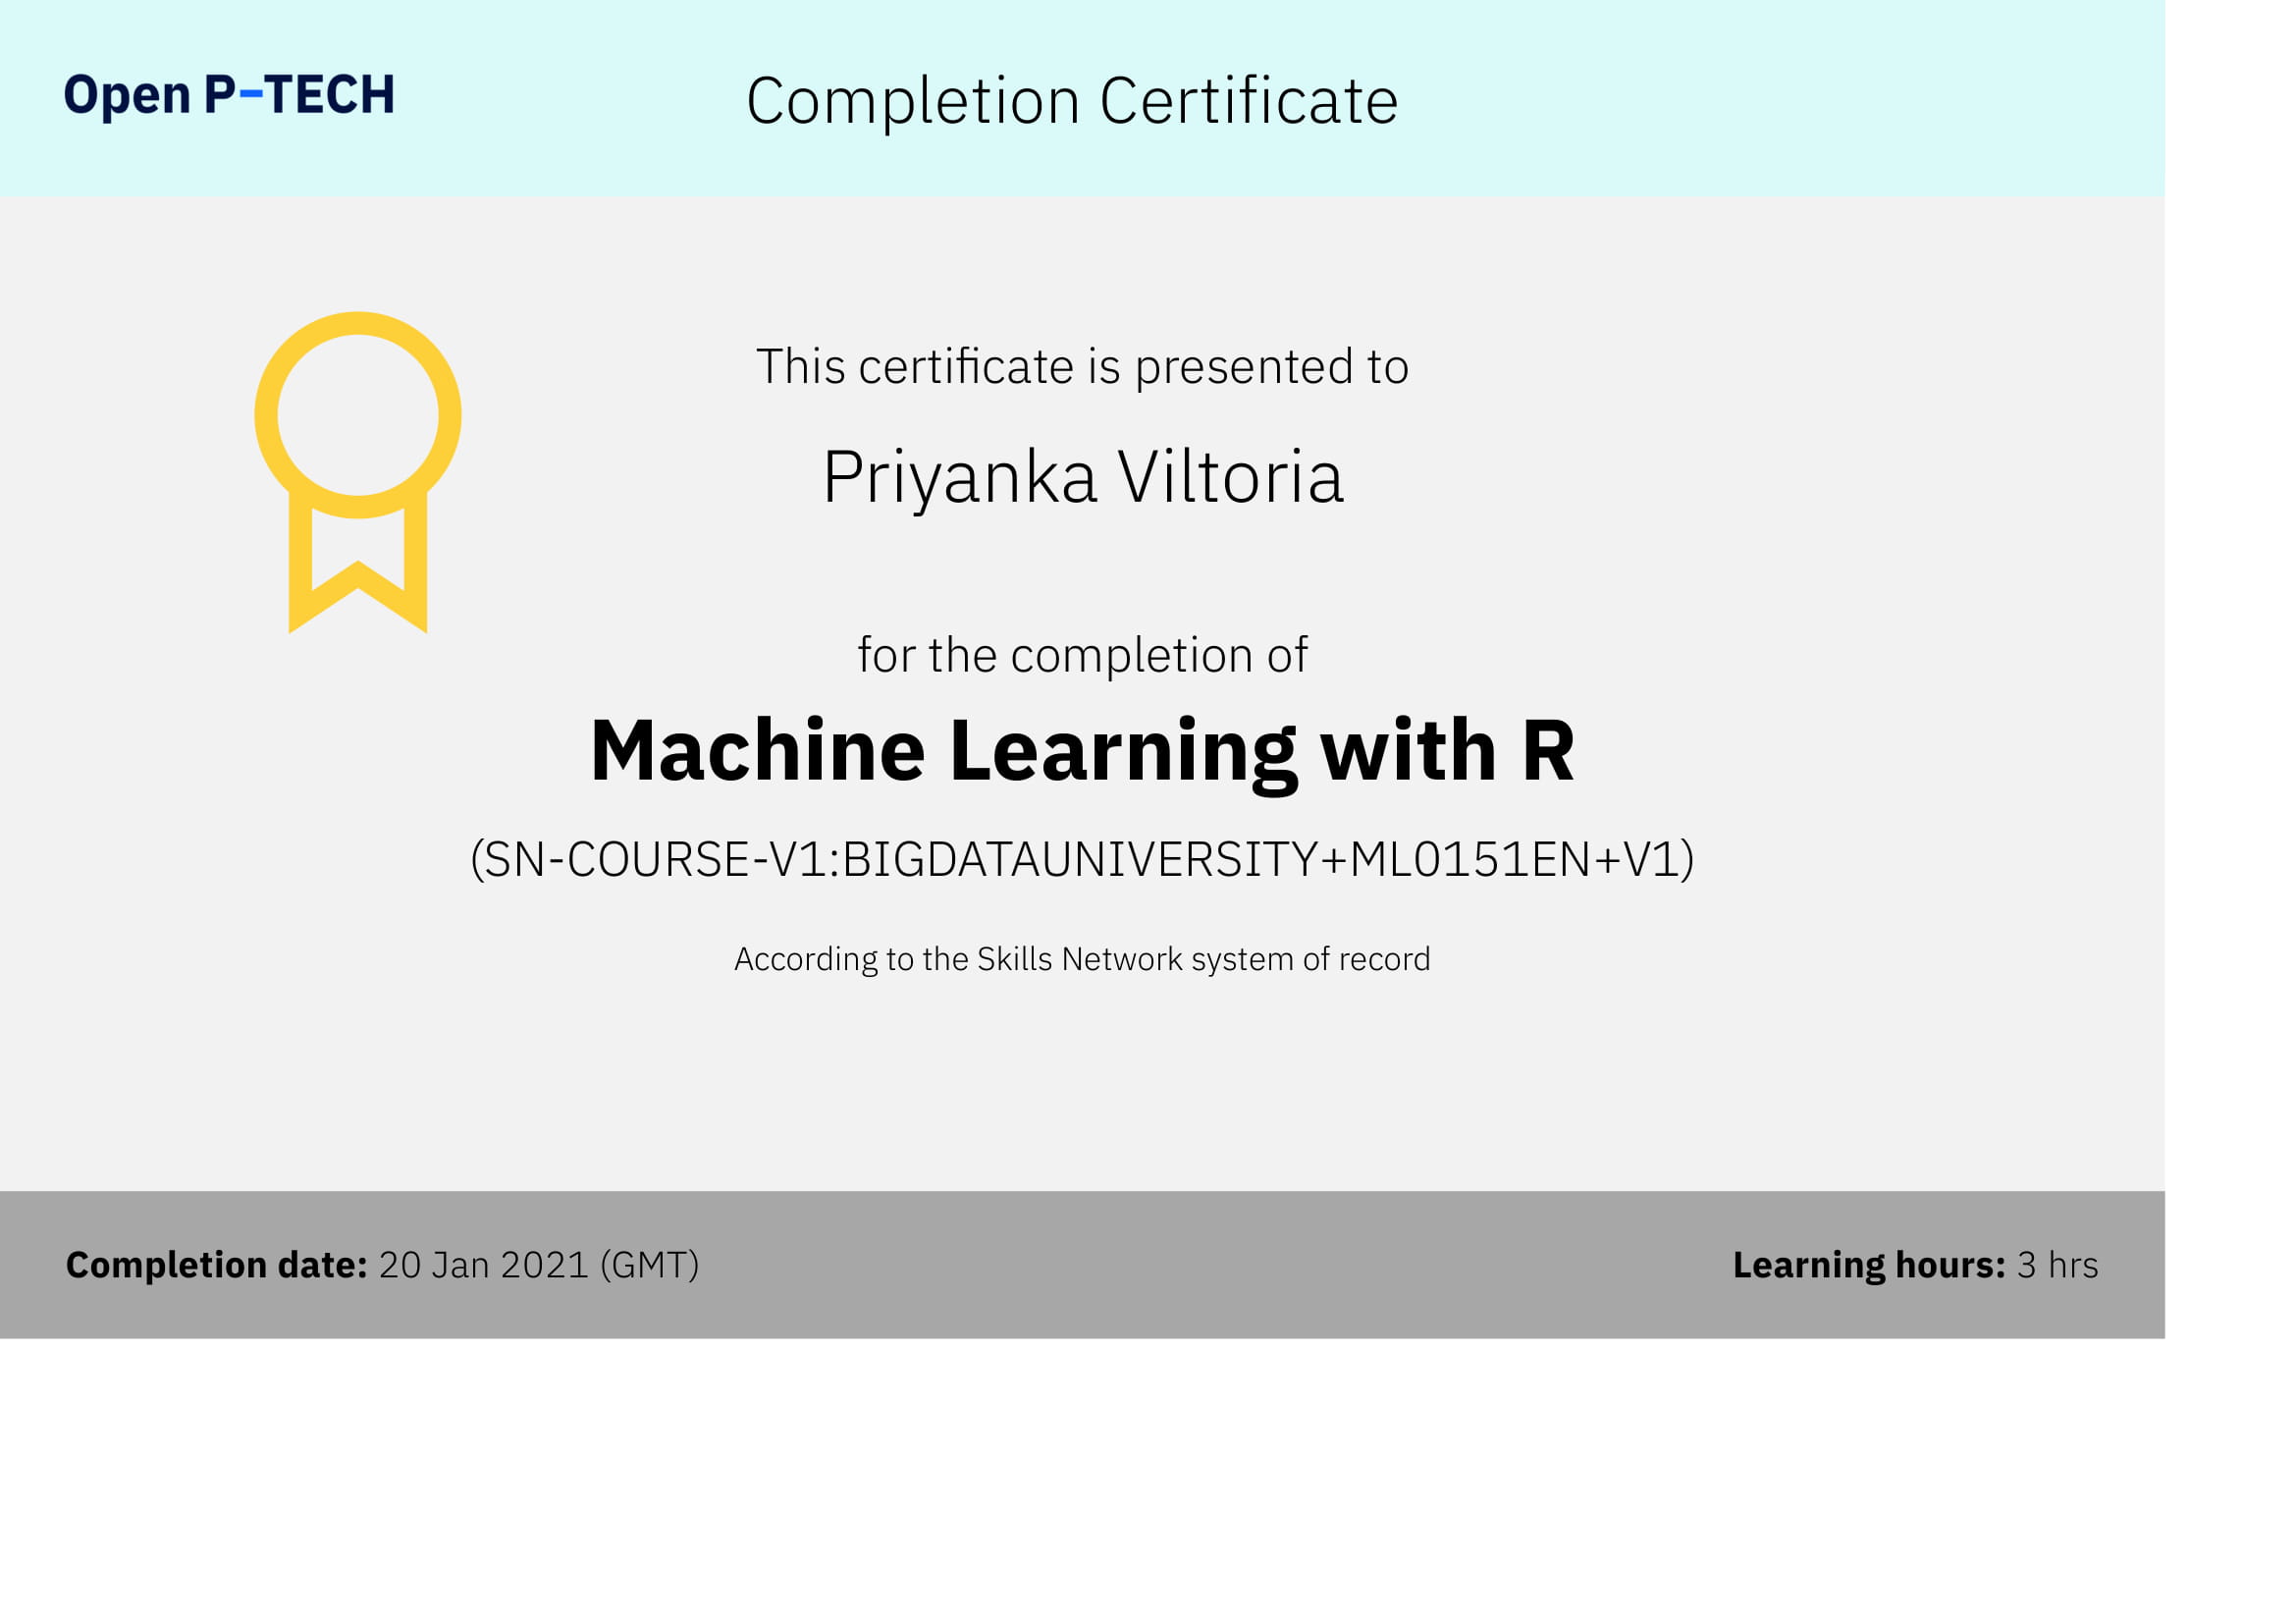 Open P-TECH
Completion Certificate
This certificate is presented to
Priyanka Viltoria
for the completion of
Machine Learning with R
(SN-COURSE-V1:BIGDATAUNIVERSITY+ML0151EN+V1)
According to the Skills Network system of record
Completion date: 20 Jan 2021 (GMT)
Learning hours: 3 hrs